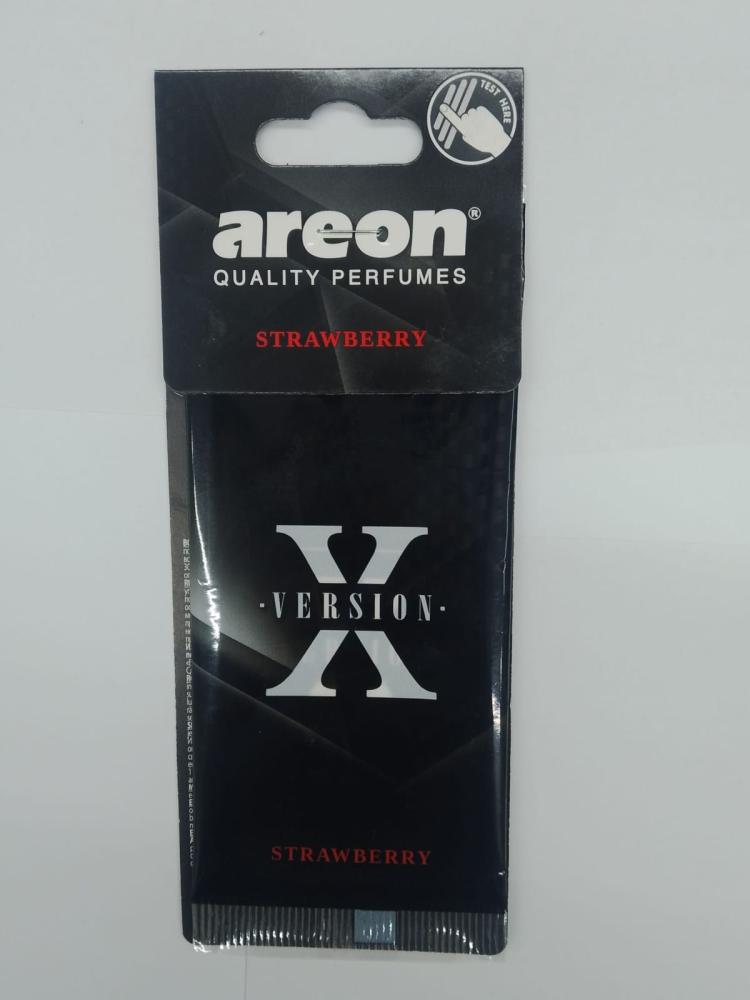 TEST HERE
areon®
QUALITY PERFUMES
STRAWBERRY
X
·VERSION·
STRAWBERRY